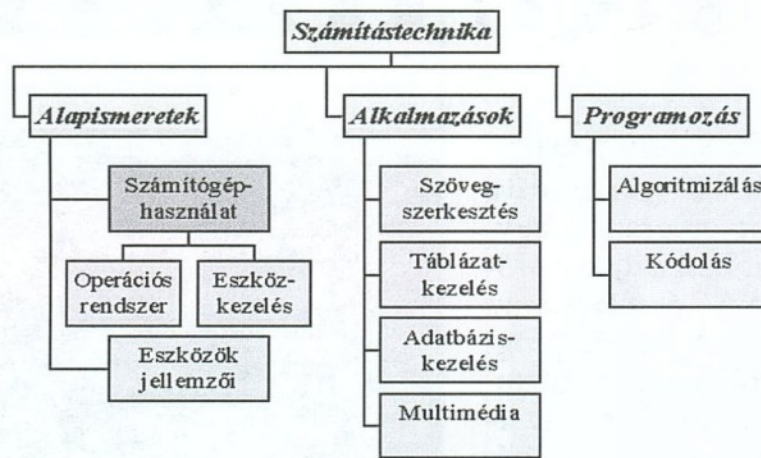 Számítástechnika
Alapismeretek
Alkalmazások
Programozás
Számítógép-
használat
Operációs
rendszer
Eszköz-
kezelés
Eszközök
jellemzői
Szöveg-
szerkesztés
Táblázat-
kezelés
Adatbázis-
kezelés
Multimédia
Algoritmizálás
Kódolás